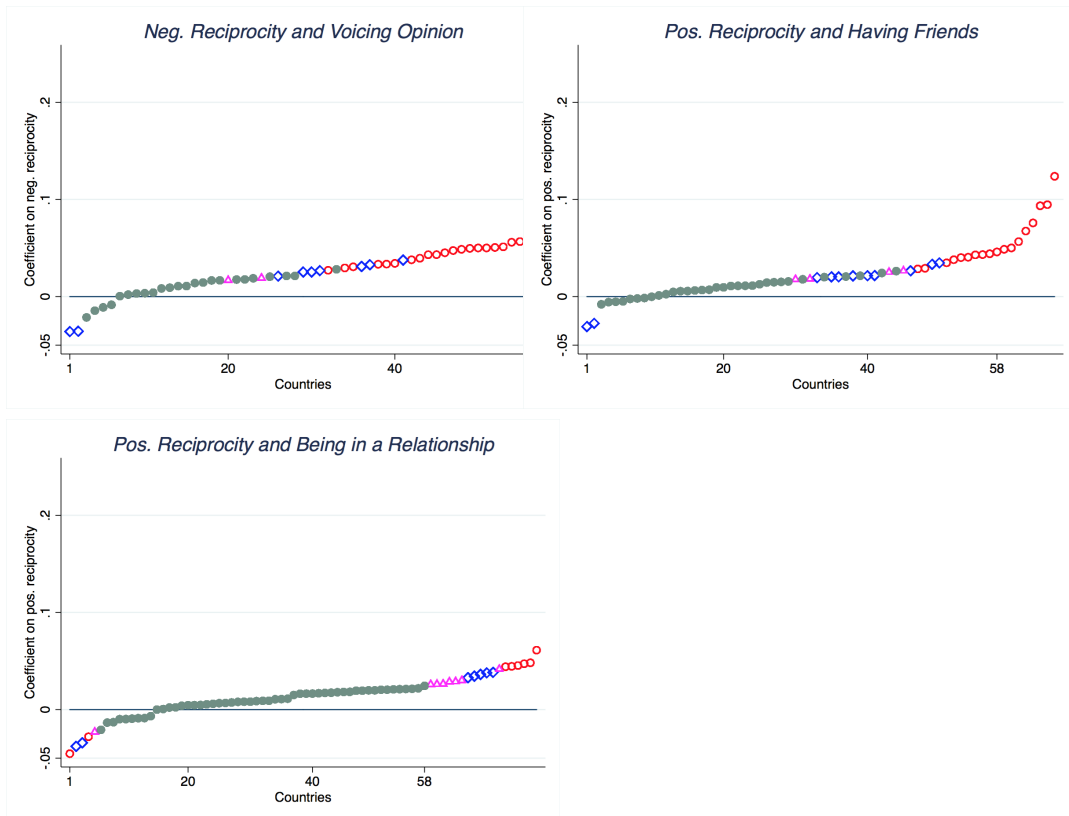 Neg. Reciprocity and Voicing Opinion
Coefficient on neg. reciprocity
.2
.1
0
-.05
1
20
40
Countries
Pos. Reciprocity and Having Friends
Coefficient on pos. reciprocity
.2
.1
0
-.05
1
20
40
58
Countries
Pos. Reciprocity and Being in a Relationship
Coefficient on pos. reciprocity
.2
.1
0
-.05
1
20
40
58
Countries